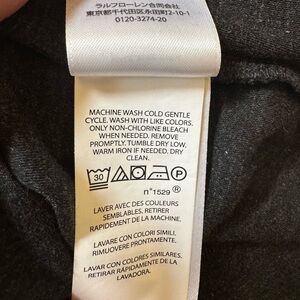 ラルフローレン合同会社
東京都千代田区永田町2-10-1
0120-3274-20
MACHINE WASH COLD GENTLE
CYCLE. WASH WITH LIKE COLORS.
ONLY NON-CHLORINE BLEACH
WHEN NEEDED. REMOVE
PROMPTLY. TUMBLE DRY LOW,
WARM IRON IF NEEDED. DRY
CLEAN.
30 P
n°1529 ®
LAVER AVEC DES COULEURS
SEMBLABLES. RETIRER
RAPIDEMENT DE LA MACHINE.
LAVARE CON COLORI SIMILI.
RIMUOVERE PRONTAMENTE.
LAVAR CON COLORES SIMILARES.
RETIRAR RÁPIDAMENTE DE LA
LAVADORA.